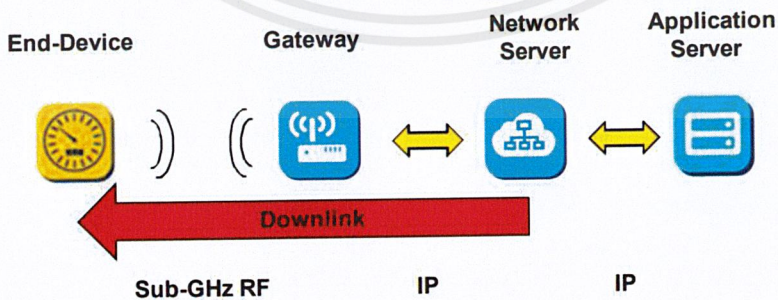 End-Device
Gateway
Network
Server
Application
Server
Downlink
Sub-GHz RF
IP
IP